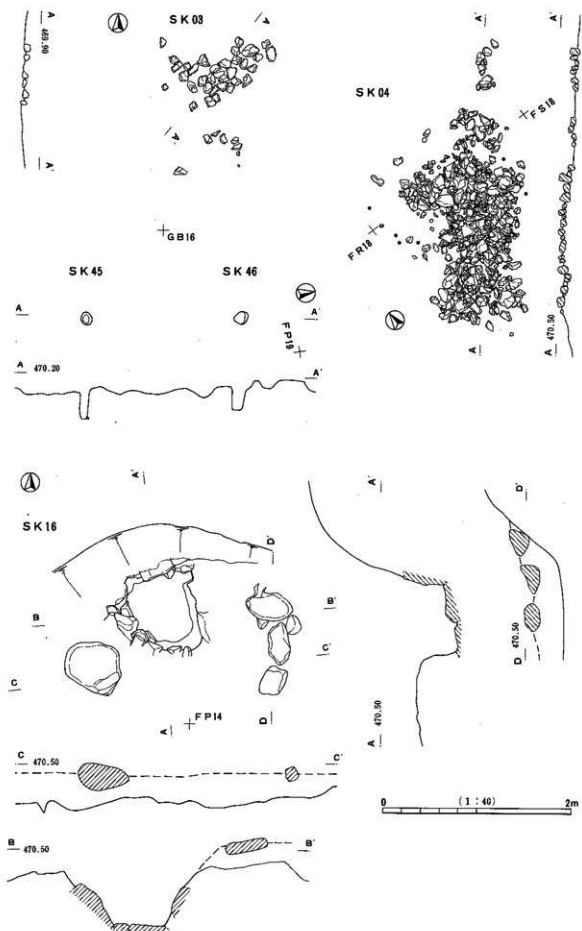 SK03
A
A'
469.90
A
A'
GB16
SK04
A'
A'
FS18
FR18
A
A
470.50
SK45
SK46
A
A'
FP19
A
470.20
A'
SK16
A'
D'
B
B'
C
C'
A
FP14
D
C
470.50
C'
B
470.50
B'
A'
A
470.50
D'
D
470.50
0
(1:40)
2m